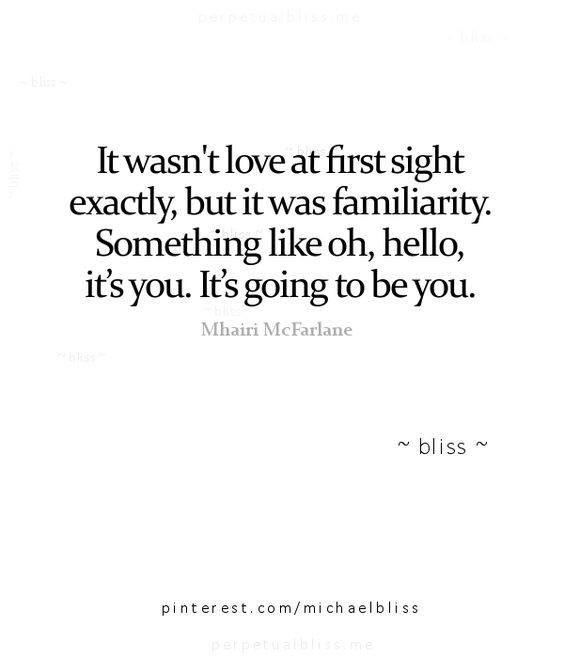 perpetualbliss.me
~ bliss ~
~ bliss ~
It wasn't love at first sight
exactly, but it was familiarity.
Something like oh, hello,
it’s you. It’s going to be you.
Mhairi McFarlane
~ bliss ~
~ bliss ~
pinterest.com/michaelbliss
perpetualbliss.me